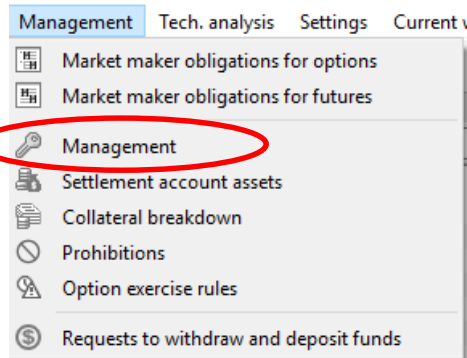 Management Tech. analysis Settings Current
Market maker obligations for options
Market maker obligations for futures
Management
Settlement account assets
Collateral breakdown
Prohibitions
Option exercise rules
Requests to withdraw and deposit funds